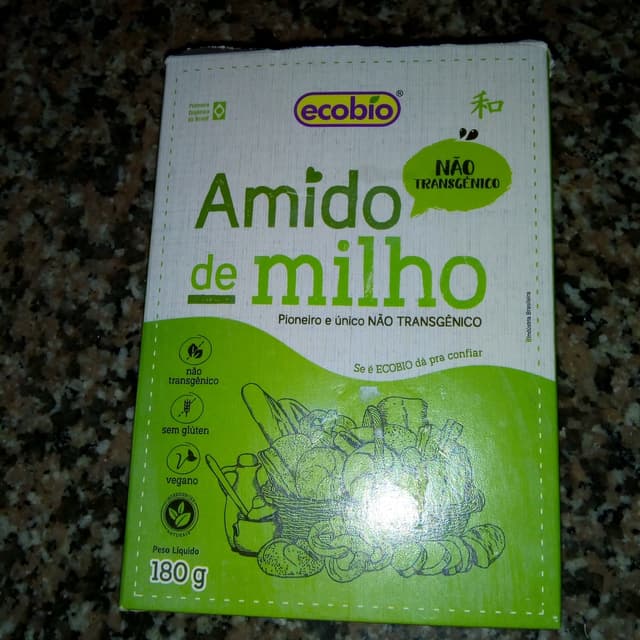 ecobio®
和
NÃO
TRANSGÊNICO
Amido
de milho
Pioneiro e único NÃO TRANSGÊNICO
Indústria Brasileira
Se é ECOBIO dá pra confiar
não
transgênico
sem glúten
vegano
Peso Líquido
180 g